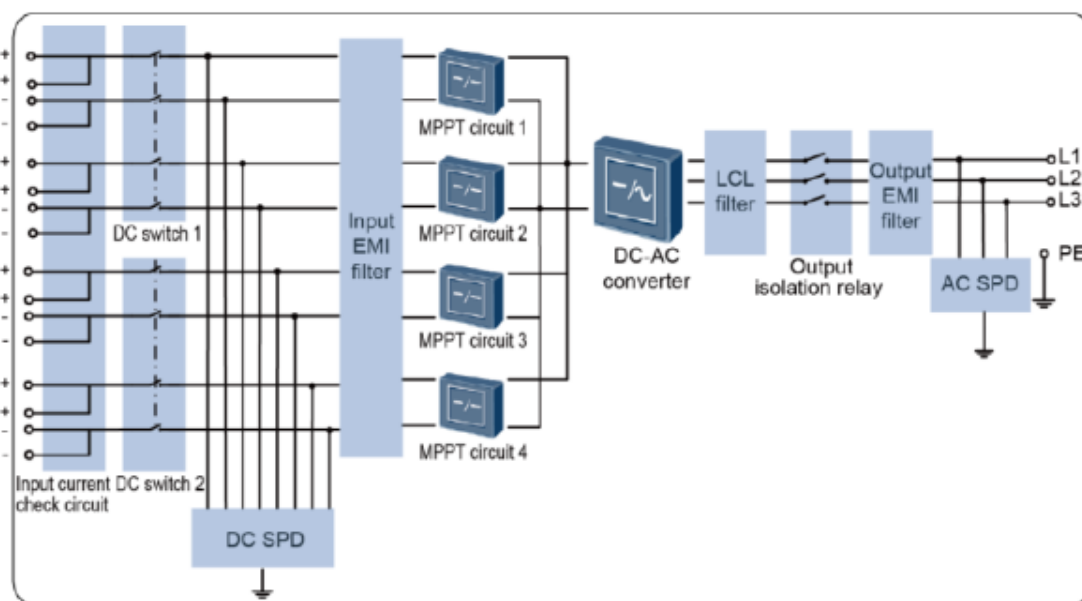 +
+
-
-
+
+
-
-
+
+
-
-
+
+
-
-
Input current
check circuit
DC switch 1
DC switch 2
DC SPD
Input
EMI
filter
MPPT circuit 1
MPPT circuit 2
MPPT circuit 3
MPPT circuit 4
DC-AC
converter
LCL
filter
Output
isolation relay
Output
EMI
filter
L1
L2
L3
PE
AC SPD